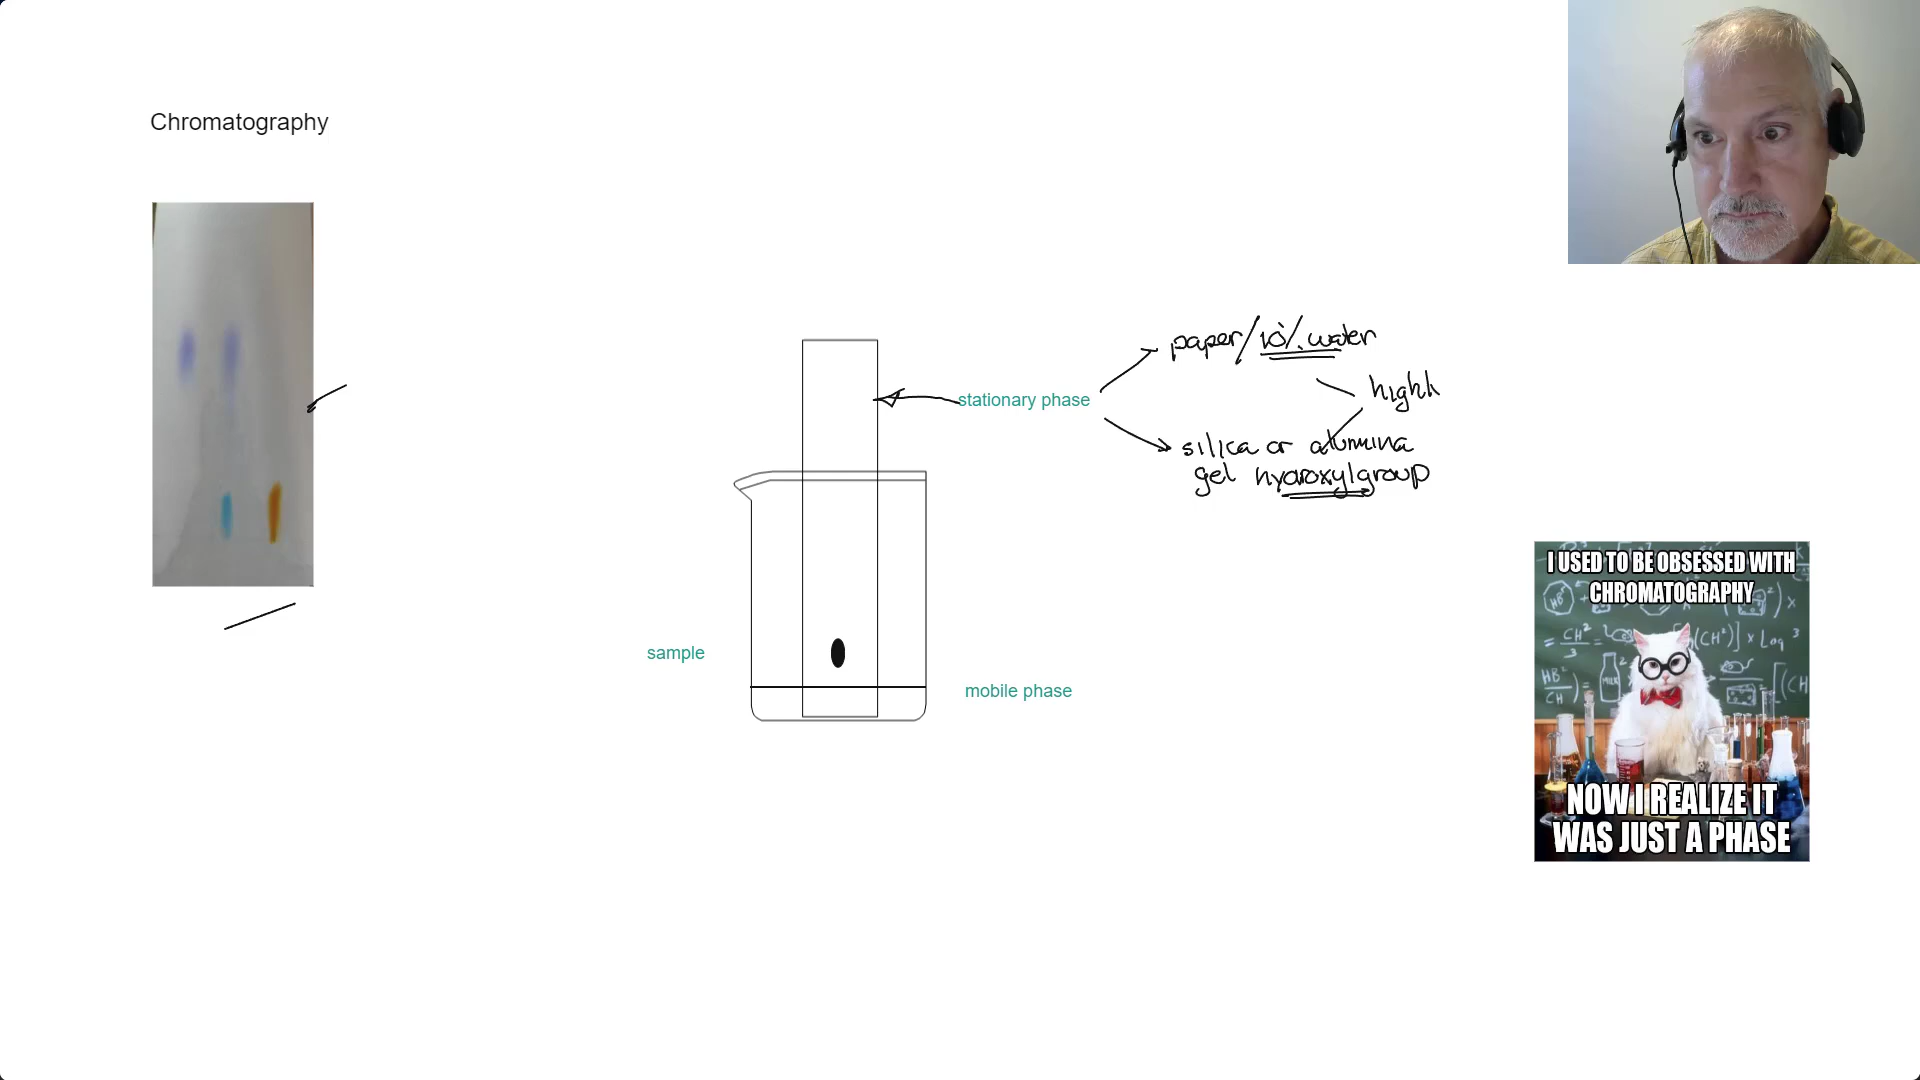 Chromatography
paper/10% water
highl
stationary phase
silica or alumina
gel hydroxyl group
sample
mobile phase
I USED TO BE OBSESSED WITH
CHROMATOGRAPHY
NOW I REALIZE IT
WAS JUST A PHASE